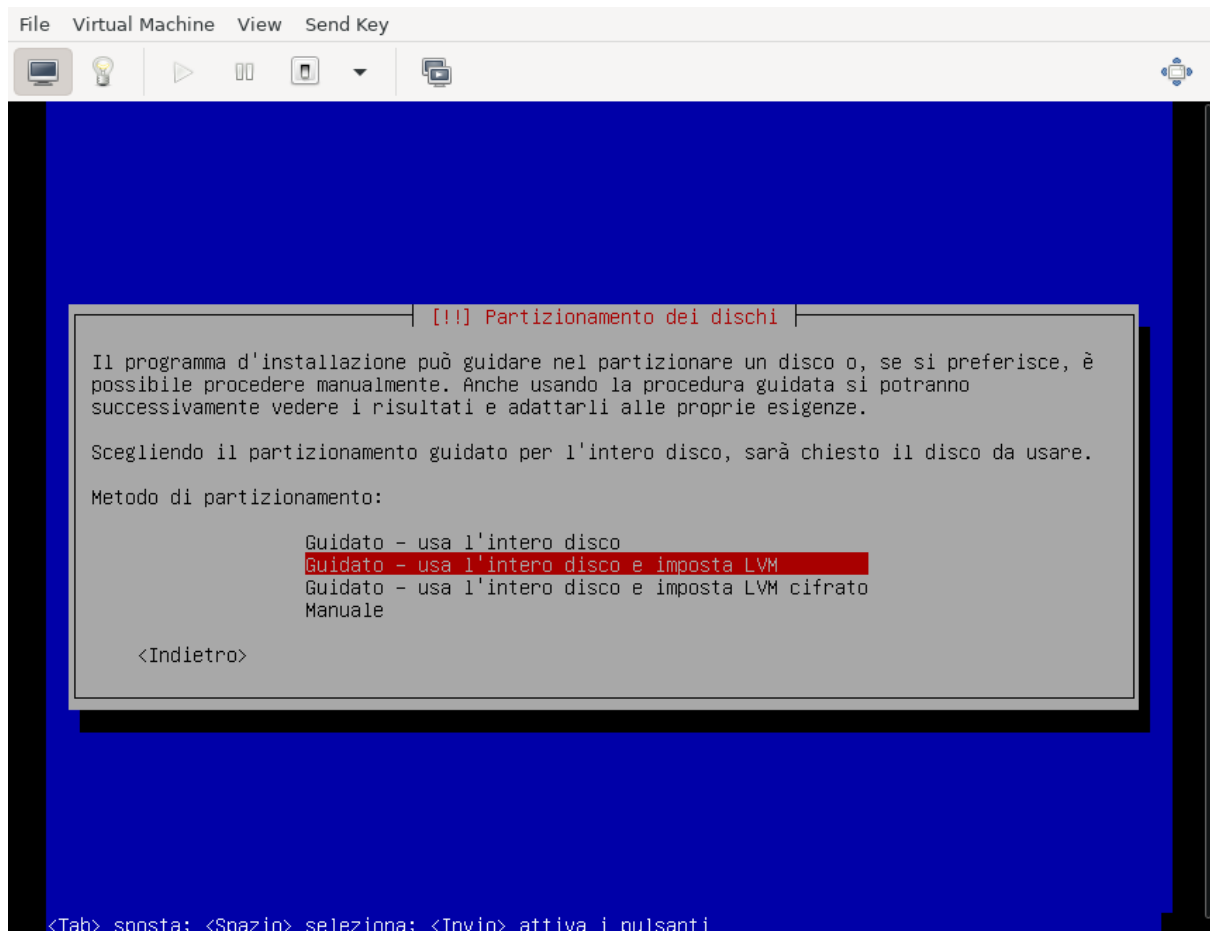 File Virtual Machine View Send Key
[!!] Partizionamento dei dischi
Il programma d'installazione può guidare nel partizionare un disco o, se si preferisce, è
possibile procedere manualmente. Anche usando la procedura guidata si potranno
successivamente vedere i risultati e adattarli alle proprie esigenze.
Scegliendo il partizionamento guidato per l'intero disco, sarà chiesto il disco da usare.
Metodo di partizionamento:
Guidato – usa l'intero disco
Guidato – usa l'intero disco e imposta LVM
Guidato – usa l'intero disco e imposta LVM cifrato
Manuale
<Indietro>
<Tab> sposta; <Spazio> seleziona; <Invio> attiva i pulsanti